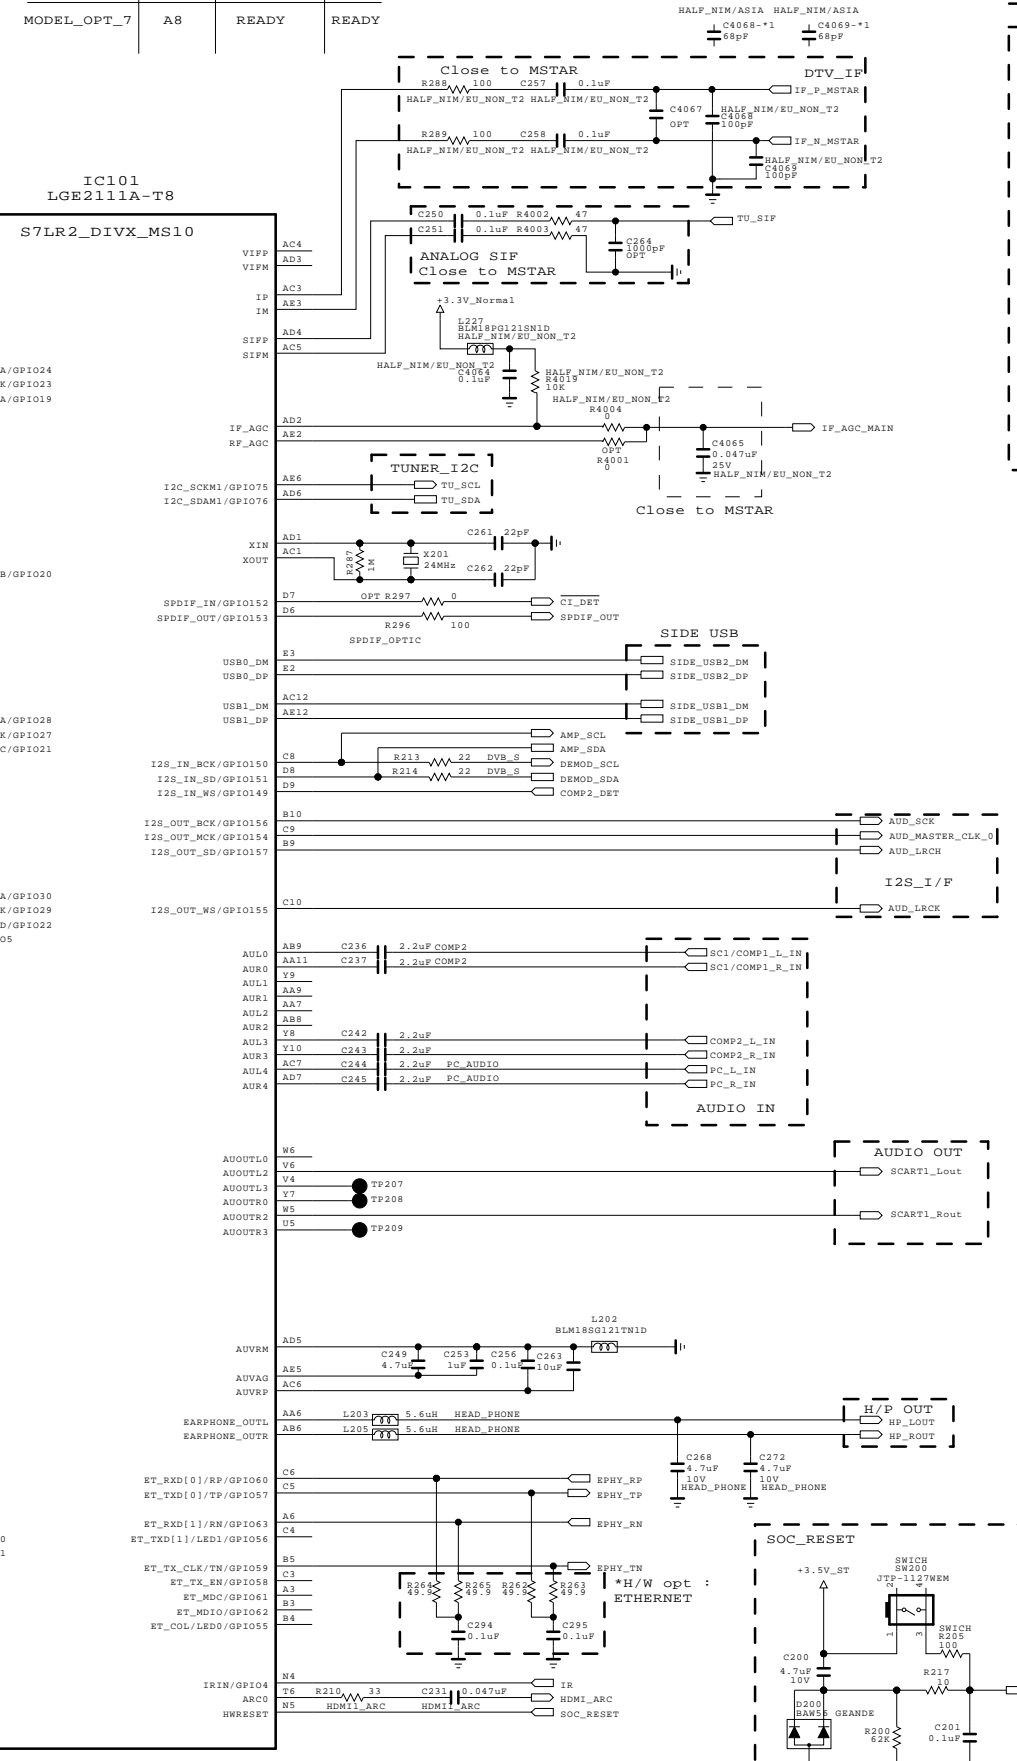 MODEL_OPT_7 A8 READY READY
HALF_NIM/ASIA HALF_NIM/ASIA
C4068-*1 C4069-*1
68pF 68pF
Close to MSTAR DTV_IF
R288 100 C257 0.1uF IF_P_MSTAR
HALF_NIM/EU_NON_T2 HALF_NIM/EU_NON_T2
C4067
OPT
HALF_NIM/EU_NON_T2
C4068
100pF
R289 100 C258 0.1uF IF_N_MSTAR
HALF_NIM/EU_NON_T2 HALF_NIM/EU_NON_T2
HALF_NIM/EU_NON_T2
C4069
100pF
IC101
LGE2111A-T8
S7LR2_DIVX_MS10
C250 0.1uF R4002 47 TU_SIF
C251 0.1uF R4003 47
C264
1000pF
OPT
ANALOG SIF
Close to MSTAR
VIFP AC4
VIFM AD3
IP AC3
IM AE3
SIFP AD4
SIFM AC5
+3.3V_Normal
L227
BLM18PG121SN1D
HALF_NIM/EU_NON_T2
HALF_NIM/EU_NON_T2
C4064
0.1uF
HALF_NIM/EU_NON_T2
R4019
10K
HALF_NIM/EU_NON_T2
R4004
0
A/GPIO24
K/GPIO23
A/GPIO19
IF_AGC AD2
RF_AGC AE2
OPT
R4001
0
IF_AGC_MAIN
C4065
0.047uF
25V
HALF_NIM/EU_NON_T2
Close to MSTAR
TUNER_I2C
I2C_SCKM1/GPIO75 AE6 TU_SCL
I2C_SDAM1/GPIO76 AD6 TU_SDA
XIN AD1
XOUT AC1
R287
1M
X201
24MHz
C261 22pF
C262 22pF
B/GPIO20
SPDIF_IN/GPIO152 D7 OPT R297 0 CI_DET
SPDIF_OUT/GPIO153 D6 R296 100 SPDIF_OUT
SPDIF_OPTIC
SIDE USB
USB0_DM E3 SIDE_USB2_DM
USB0_DP E2 SIDE_USB2_DP
USB1_DM AC12 SIDE_USB1_DM
USB1_DP AE12 SIDE_USB1_DP
A/GPIO28
K/GPIO27
C/GPIO21
AMP_SCL
AMP_SDA
I2S_IN_BCK/GPIO150 C8 R213 22 DVB_S DEMOD_SCL
I2S_IN_SD/GPIO151 D8 R214 22 DVB_S DEMOD_SDA
I2S_IN_WS/GPIO149 D9 COMP2_DET
I2S_OUT_BCK/GPIO156 B10 AUD_SCK
I2S_OUT_MCK/GPIO154 C9 AUD_MASTER_CLK_0
I2S_OUT_SD/GPIO157 B9 AUD_LRCH
I2S_I/F
I2S_OUT_WS/GPIO155 C10 AUD_LRCK
A/GPIO30
K/GPIO29
D/GPIO22
O5
AUL0 AB9 C236 2.2uF COMP2 SC1/COMP1_L_IN
AUR0 AA11 C237 2.2uF COMP2 SC1/COMP1_R_IN
AUL1 Y9
AUR1 AA9
AUL2 AA7
AUR2 AB8
AUL3 Y8 C242 2.2uF COMP2_L_IN
AUR3 Y10 C243 2.2uF COMP2_R_IN
AUL4 AC7 C244 2.2uF PC_AUDIO PC_L_IN
AUR4 AD7 C245 2.2uF PC_AUDIO PC_R_IN
AUDIO IN
AUDIO OUT
AUOUTL0 W6
AUOUTL2 V6 SCART1_Lout
AUOUTL3 V4 TP207
AUOUTR0 Y7 TP208
AUOUTR2 W5 SCART1_Rout
AUOUTR3 U5 TP209
L202
BLM18SG121TN1D
AUVRM AD5
AUVAG AE5
AUVRP AC6
C249
4.7uF
C253
1uF
C256
0.1uF
C263
10uF
H/P OUT
EARPHONE_OUTL AA6 L203 5.6uH HEAD_PHONE HP_LOUT
EARPHONE_OUTR AB6 L205 5.6uH HEAD_PHONE HP_ROUT
C268
4.7uF
10V
HEAD_PHONE
C272
4.7uF
10V
HEAD_PHONE
ET_RXD[0]/RP/GPIO60 C6 EPHY_RP
ET_TXD[0]/TP/GPIO57 C5 EPHY_TP
ET_RXD[1]/RN/GPIO63 A6 EPHY_RN
ET_TXD[1]/LED1/GPIO56 C4
ET_TX_CLK/TN/GPIO59 B5 EPHY_TN
ET_TX_EN/GPIO58 C3
ET_MDC/GPIO61 A3
ET_MDIO/GPIO62 B3
ET_COL/LED0/GPIO55 B4
0
1
R264
49.9
R265
49.9
R262
49.9
R263
49.9
*H/W opt :
ETHERNET
C294
0.1uF
C295
0.1uF
IRIN/GPIO4 N4 IR
ARC0 T6 R210 33 C231 0.047uF HDMI_ARC
HDMI1_ARC HDMI1_ARC
HWRESET N5 SOC_RESET
SOC_RESET
+3.5V_ST
SWICH
SW200
JTP-1127WEM
2 4
1 3
SWICH
R205
100
C200
4.7uF
10V
R217
10
D200
BAW56 GEANDE
R200
62K
C201
0.1uF